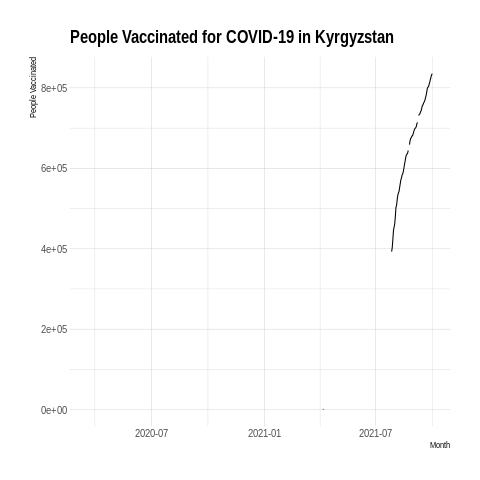 People Vaccinated for COVID-19 in Kyrgyzstan
People Vaccinated
8e+05
6e+05
4e+05
2e+05
0e+00
2020-07
2021-01
2021-07
Month